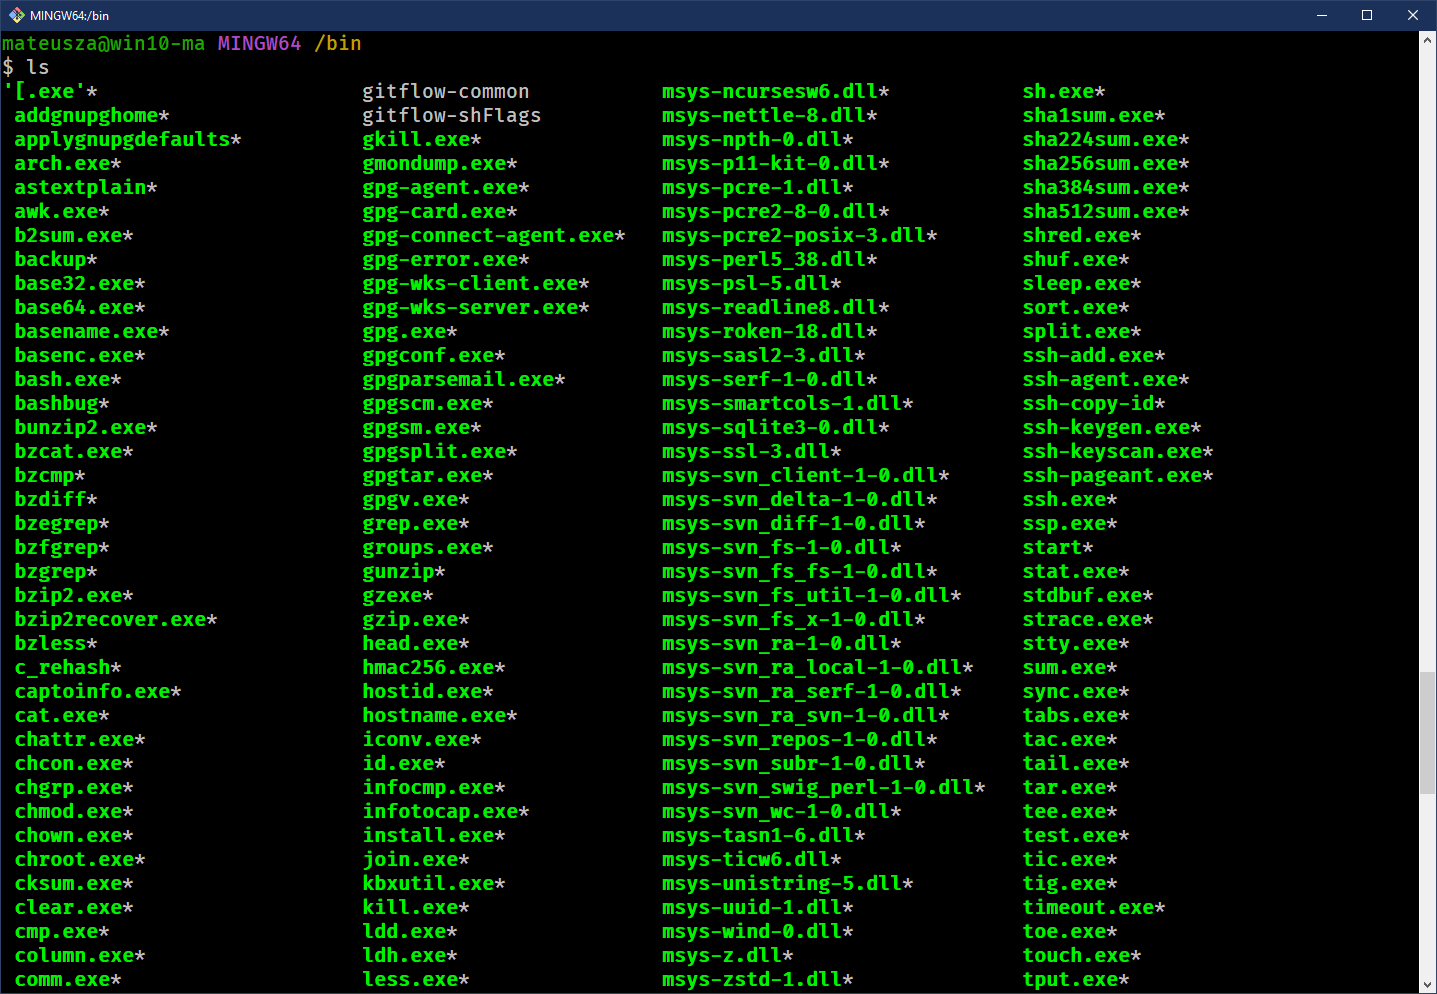 MINGW64:/bin
mateusza@win10-ma MINGW64 /bin
$ ls
'[.exe'* gitflow-common msys-ncursesw6.dll* sh.exe*
addgnupghome* gitflow-shFlags msys-nettle-8.dll* sha1sum.exe*
applygnupgdefaults* gkill.exe* msys-npth-0.dll* sha224sum.exe*
arch.exe* gmondump.exe* msys-p11-kit-0.dll* sha256sum.exe*
astextplain* gpg-agent.exe* msys-pcre-1.dll* sha384sum.exe*
awk.exe* gpg-card.exe* msys-pcre2-8-0.dll* sha512sum.exe*
b2sum.exe* gpg-connect-agent.exe* msys-pcre2-posix-3.dll* shred.exe*
backup* gpg-error.exe* msys-perl5_38.dll* shuf.exe*
base32.exe* gpg-wks-client.exe* msys-psl-5.dll* sleep.exe*
base64.exe* gpg-wks-server.exe* msys-readline8.dll* sort.exe*
basename.exe* gpg.exe* msys-roken-18.dll* split.exe*
basenc.exe* gpgconf.exe* msys-sasl2-3.dll* ssh-add.exe*
bash.exe* gpgparsemail.exe* msys-serf-1-0.dll* ssh-agent.exe*
bashbug* gpgscm.exe* msys-smartcols-1.dll* ssh-copy-id*
bunzip2.exe* gpgsm.exe* msys-sqlite3-0.dll* ssh-keygen.exe*
bzcat.exe* gpgsplit.exe* msys-ssl-3.dll* ssh-keyscan.exe*
bzcmp* gpgtar.exe* msys-svn_client-1-0.dll* ssh-pageant.exe*
bzdiff* gpgv.exe* msys-svn_delta-1-0.dll* ssh.exe*
bzegrep* grep.exe* msys-svn_diff-1-0.dll* ssp.exe*
bzfgrep* groups.exe* msys-svn_fs-1-0.dll* start*
bzgrep* gunzip* msys-svn_fs_fs-1-0.dll* stat.exe*
bzip2.exe* gzexe* msys-svn_fs_util-1-0.dll* stdbuf.exe*
bzip2recover.exe* gzip.exe* msys-svn_fs_x-1-0.dll* strace.exe*
bzless* head.exe* msys-svn_ra-1-0.dll* stty.exe*
c_rehash* hmac256.exe* msys-svn_ra_local-1-0.dll* sum.exe*
captoinfo.exe* hostid.exe* msys-svn_ra_serf-1-0.dll* sync.exe*
cat.exe* hostname.exe* msys-svn_ra_svn-1-0.dll* tabs.exe*
chattr.exe* iconv.exe* msys-svn_repos-1-0.dll* tac.exe*
chcon.exe* id.exe* msys-svn_subr-1-0.dll* tail.exe*
chgrp.exe* infocmp.exe* msys-svn_swig_perl-1-0.dll* tar.exe*
chmod.exe* infotocap.exe* msys-svn_wc-1-0.dll* tee.exe*
chown.exe* install.exe* msys-tasn1-6.dll* test.exe*
chroot.exe* join.exe* msys-ticw6.dll* tic.exe*
cksum.exe* kbxutil.exe* msys-unistring-5.dll* tig.exe*
clear.exe* kill.exe* msys-uuid-1.dll* timeout.exe*
cmp.exe* ldd.exe* msys-wind-0.dll* toe.exe*
column.exe* ldh.exe* msys-z.dll* touch.exe*
comm.exe* less.exe* msys-zstd-1.dll* tput.exe*